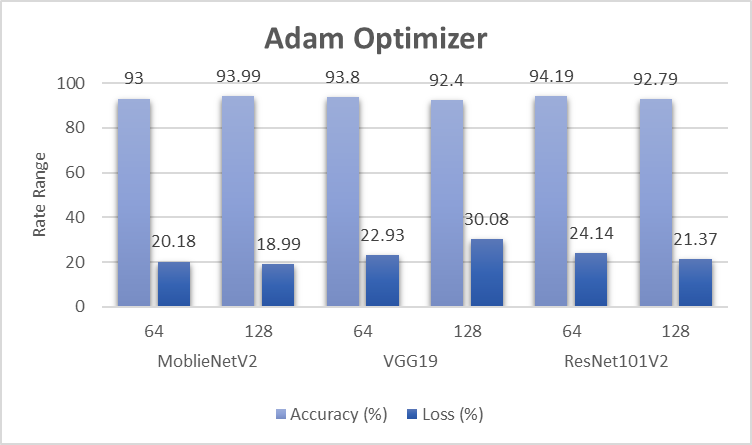 Adam Optimizer
93 93.99 93.8 92.4 94.19 92.79
100
80
60
40
20
0
Rate Range
20.18 18.99 22.93 30.08 24.14 21.37
64 128 64 128 64 128
MoblieNetV2 VGG19 ResNet101V2
Accuracy (%) Loss (%)